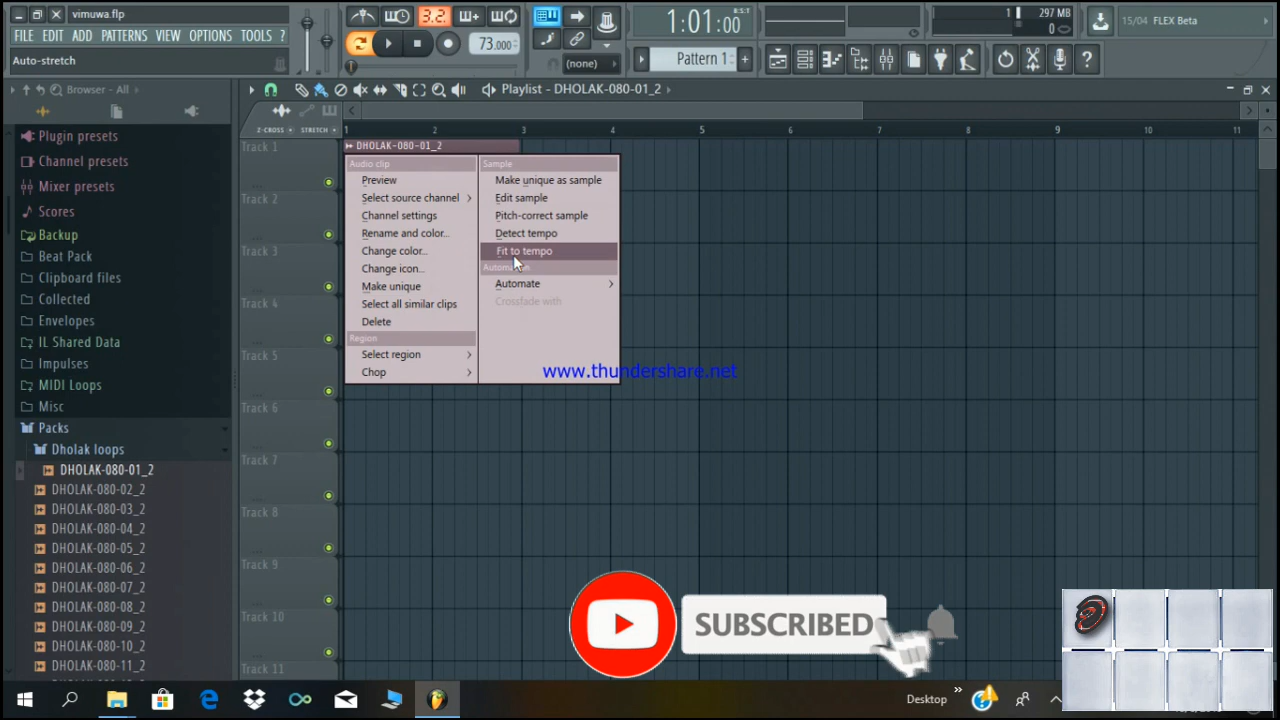 vimuwa.flp
FILE EDIT ADD PATTERNS VIEW OPTIONS TOOLS ?
Auto-stretch
3.2.
73.000
(none)
1:01:00
B:S:T
Pattern 1
1
297 MB
0
15/04 FLEX Beta
Browser - All
Plugin presets
Channel presets
Mixer presets
Scores
Backup
Beat Pack
Clipboard files
Collected
Envelopes
IL Shared Data
Impulses
MIDI Loops
Misc
Packs
Dholak loops
DHOLAK-080-01_2
DHOLAK-080-02_2
DHOLAK-080-03_2
DHOLAK-080-04_2
DHOLAK-080-05_2
DHOLAK-080-06_2
DHOLAK-080-07_2
DHOLAK-080-08_2
DHOLAK-080-09_2
DHOLAK-080-10_2
DHOLAK-080-11_2
Playlist - DHOLAK-080-01_2
Z-CROSS STRETCH
1 2 3 4 5 6 7 8 9 10 11
Track 1
Track 2
Track 3
Track 4
Track 5
Track 6
Track 7
Track 8
Track 9
Track 10
Track 11
DHOLAK-080-01_2
Audio clip
Preview
Select source channel
Channel settings
Rename and color...
Change color...
Change icon...
Make unique
Select all similar clips
Delete
Region
Select region
Chop
Sample
Make unique as sample
Edit sample
Pitch-correct sample
Detect tempo
Fit to tempo
Automation
Automate
Crossfade with
www.thundershare.net
SUBSCRIBED
Desktop